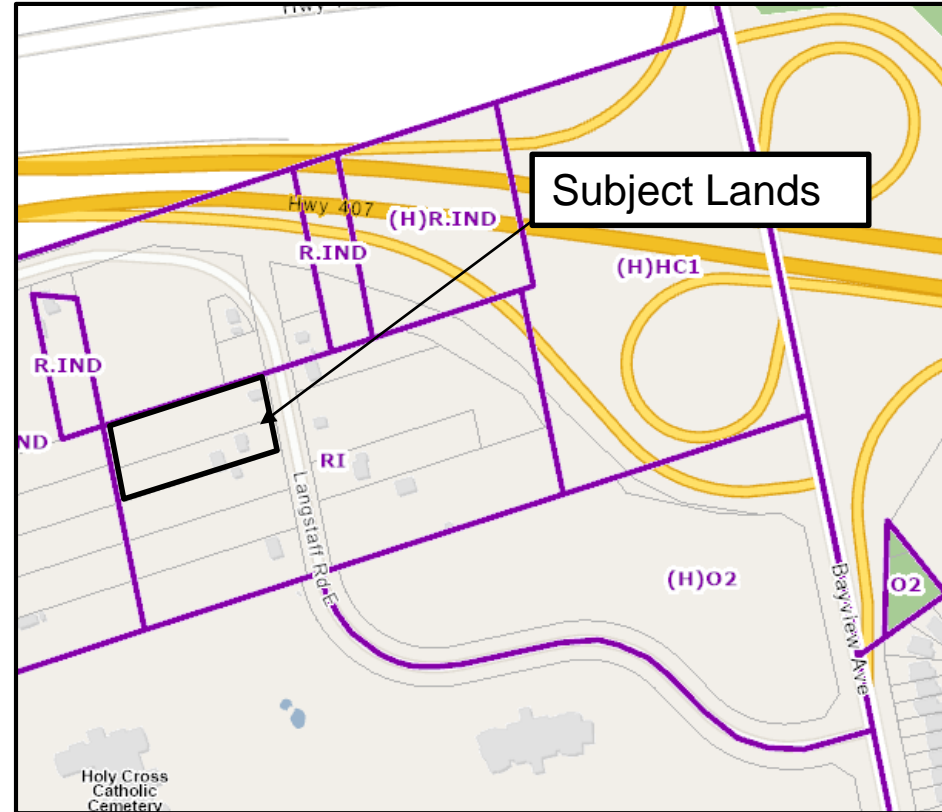 Subject Lands
Hwy 407
(H)R.IND
R.IND
(H)HC1
R.IND
ND
RI
Langstaff Rd E
(H)O2
O2
Bayview Ave
Holy Cross
Catholic
Cemetery